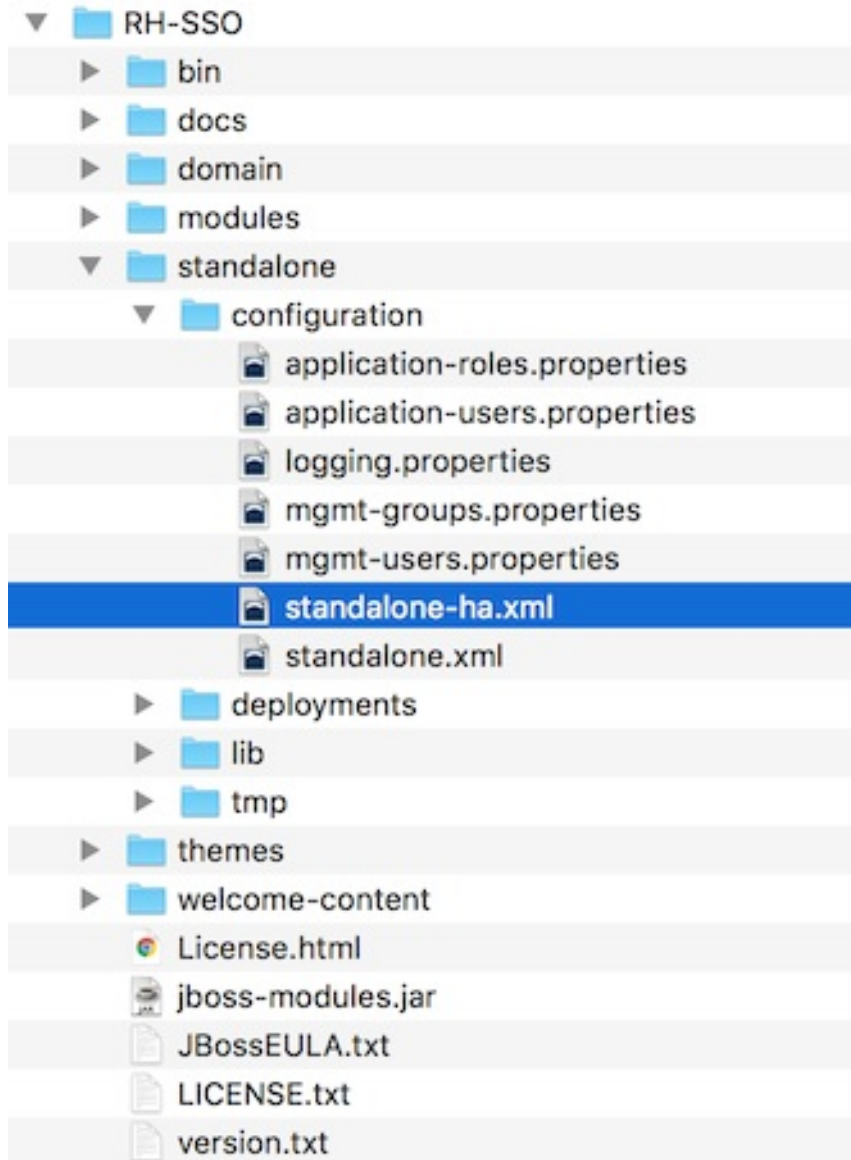 RH-SSO
bin
docs
domain
modules
standalone
configuration
application-roles.properties
application-users.properties
logging.properties
mgmt-groups.properties
mgmt-users.properties
standalone-ha.xml
standalone.xml
deployments
lib
tmp
themes
welcome-content
License.html
jboss-modules.jar
JBossEULA.txt
LICENSE.txt
version.txt